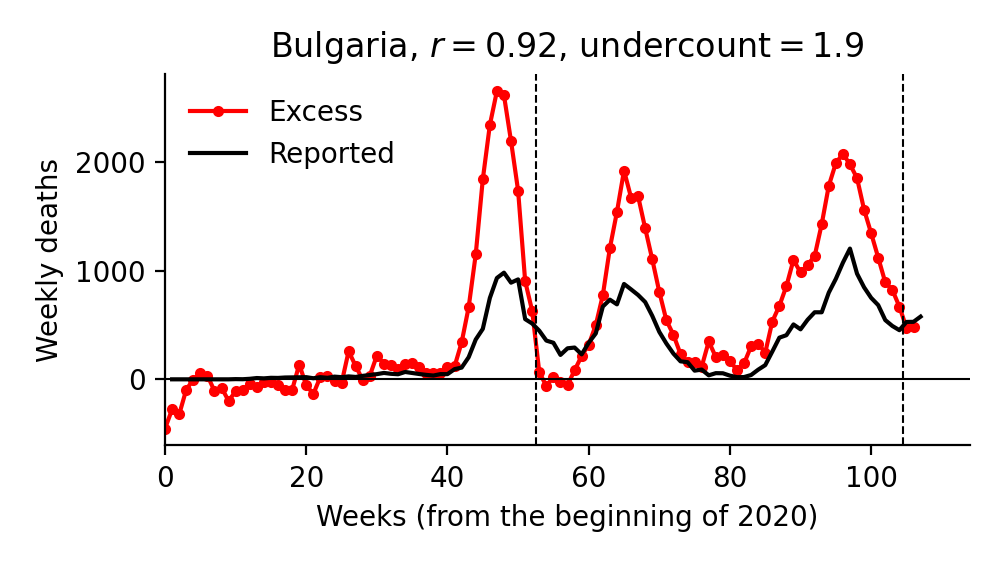 Bulgaria, r = 0.92, undercount = 1.9
Excess
Reported
Weekly deaths
2000
1000
0
0 20 40 60 80 100
Weeks (from the beginning of 2020)